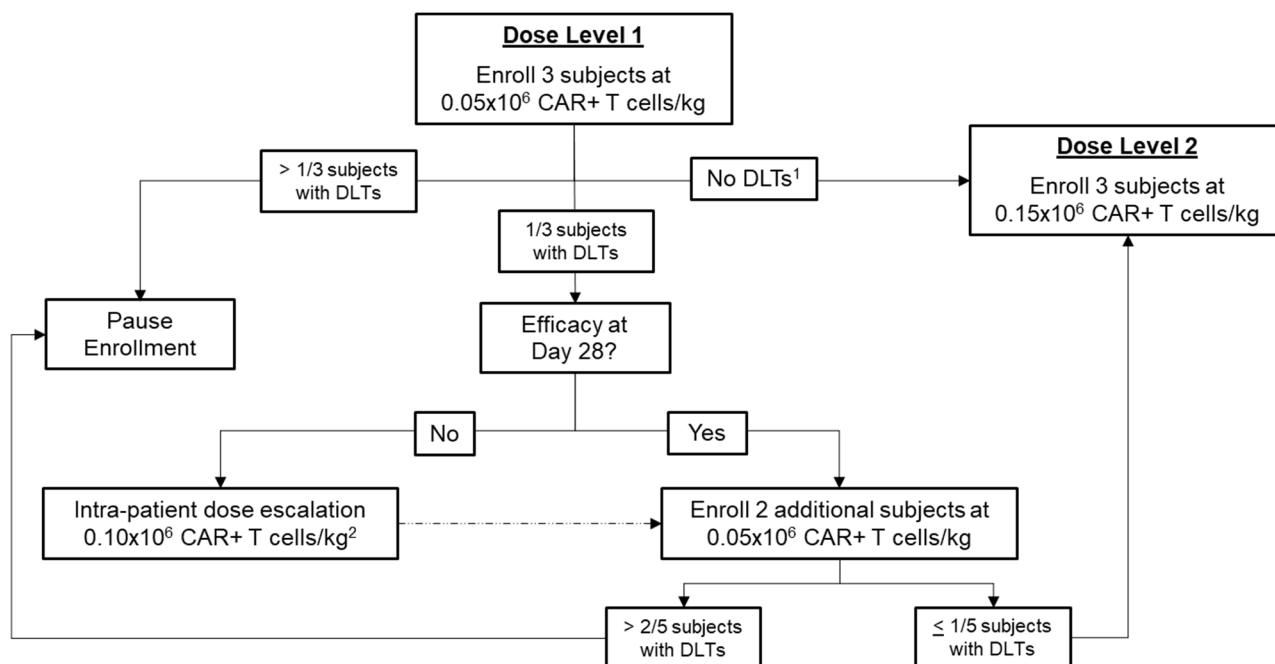 Dose Level 1
Enroll 3 subjects at
0.05x10⁶ CAR+ T cells/kg
Dose Level 2
Enroll 3 subjects at
0.15x10⁶ CAR+ T cells/kg
> 1/3 subjects
with DLTs
No DLTs¹
1/3 subjects
with DLTs
Pause
Enrollment
Efficacy at
Day 28?
No
Yes
Intra-patient dose escalation
0.10x10⁶ CAR+ T cells/kg²
Enroll 2 additional subjects at
0.05x10⁶ CAR+ T cells/kg
> 2/5 subjects
with DLTs
≤ 1/5 subjects
with DLTs